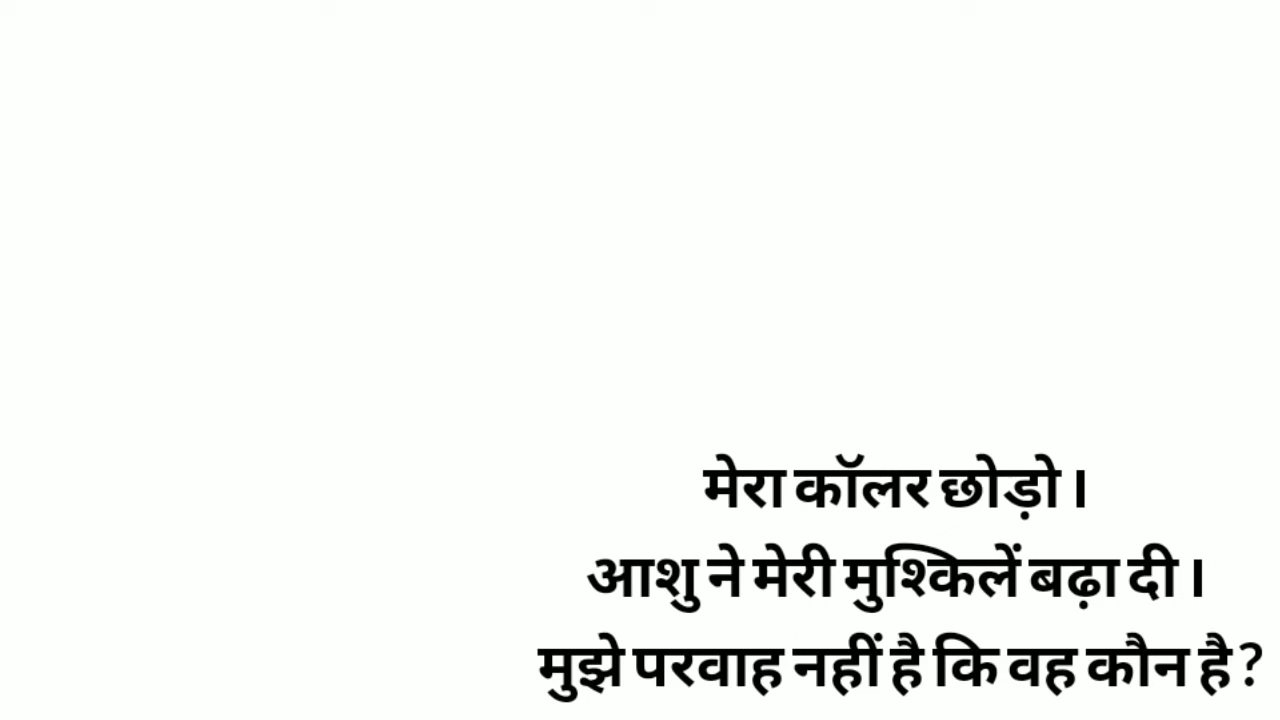 मेरा कॉलर छोड़ो ।
आशु ने मेरी मुश्किलें बढ़ा दी ।
मुझे परवाह नहीं है कि वह कौन है ?